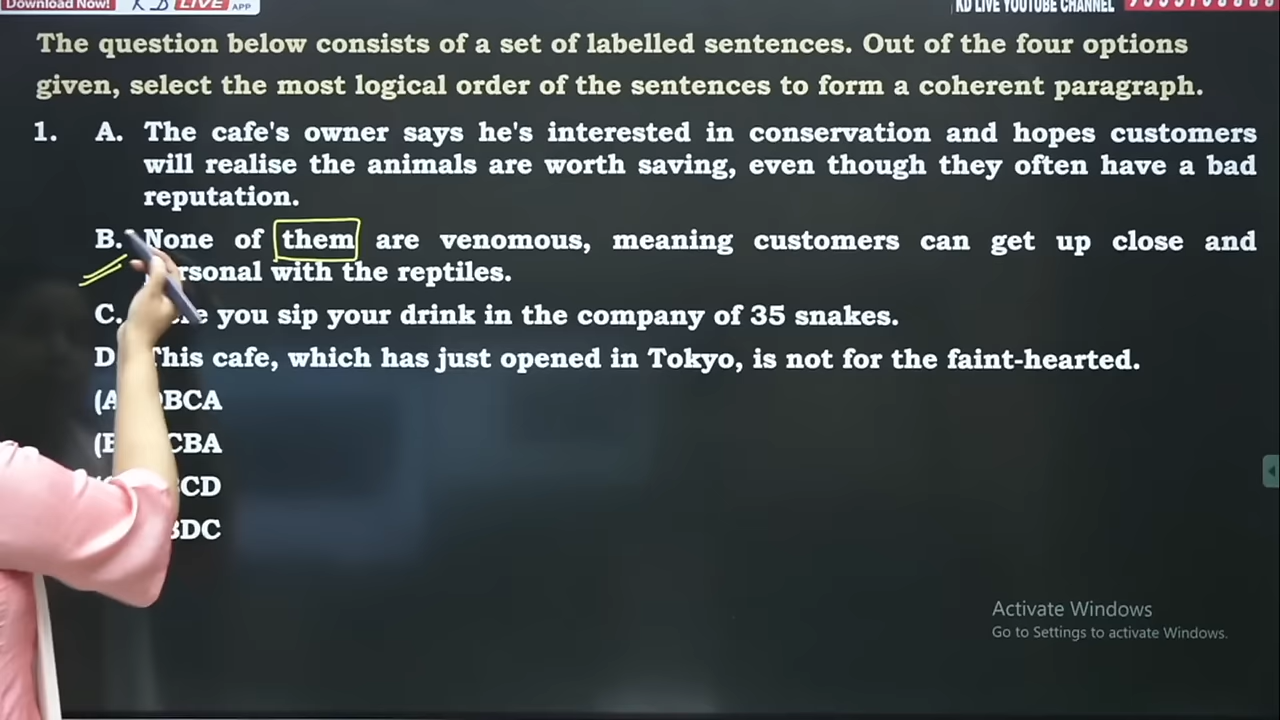 Download Now! KD LIVE APP
KD LIVE YOUTUBE CHANNEL
The question below consists of a set of labelled sentences. Out of the four options
given, select the most logical order of the sentences to form a coherent paragraph.
1. A. The cafe's owner says he's interested in conservation and hopes customers
will realise the animals are worth saving, even though they often have a bad
reputation.
B. None of them are venomous, meaning customers can get up close and
with the reptiles.
C. you sip your drink in the company of 35 snakes.
D This cafe, which has just opened in Tokyo, is not for the faint-hearted.
(A BCA
( CBA
CD
DC
Activate Windows
Go to Settings to activate Windows.